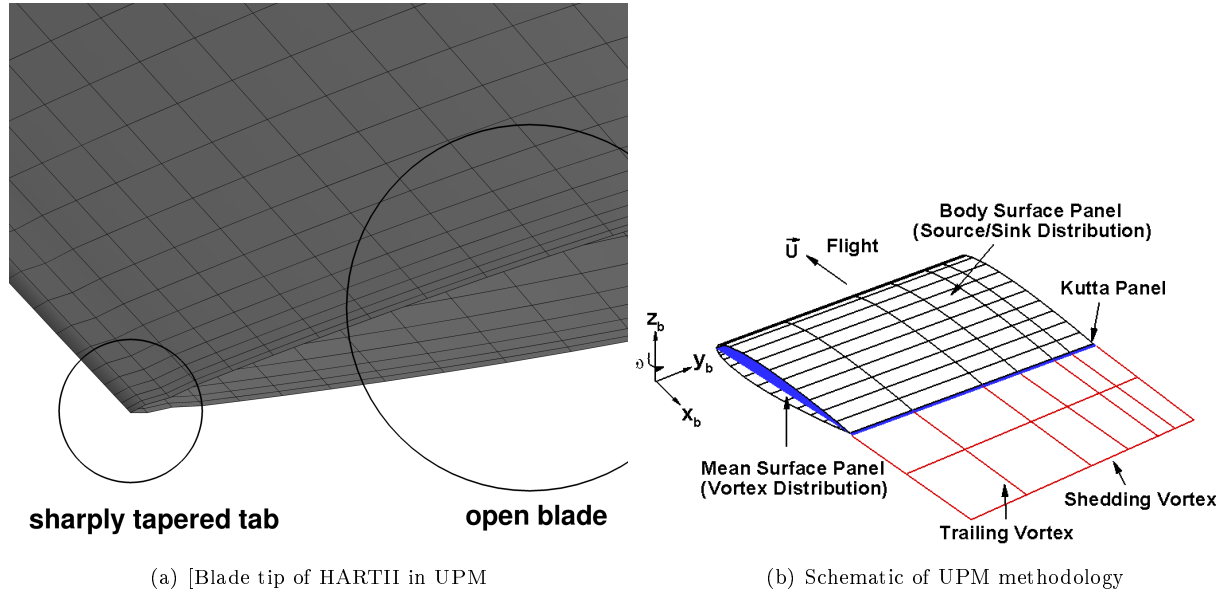 sharply tapered tab
open blade
(a) [Blade tip of HARTII in UPM
Body Surface Panel
(Source/Sink Distribution)
U
Flight
Kutta Panel
z_b
y_b
x_b
Mean Surface Panel
(Vortex Distribution)
Shedding Vortex
Trailing Vortex
(b) Schematic of UPM methodology